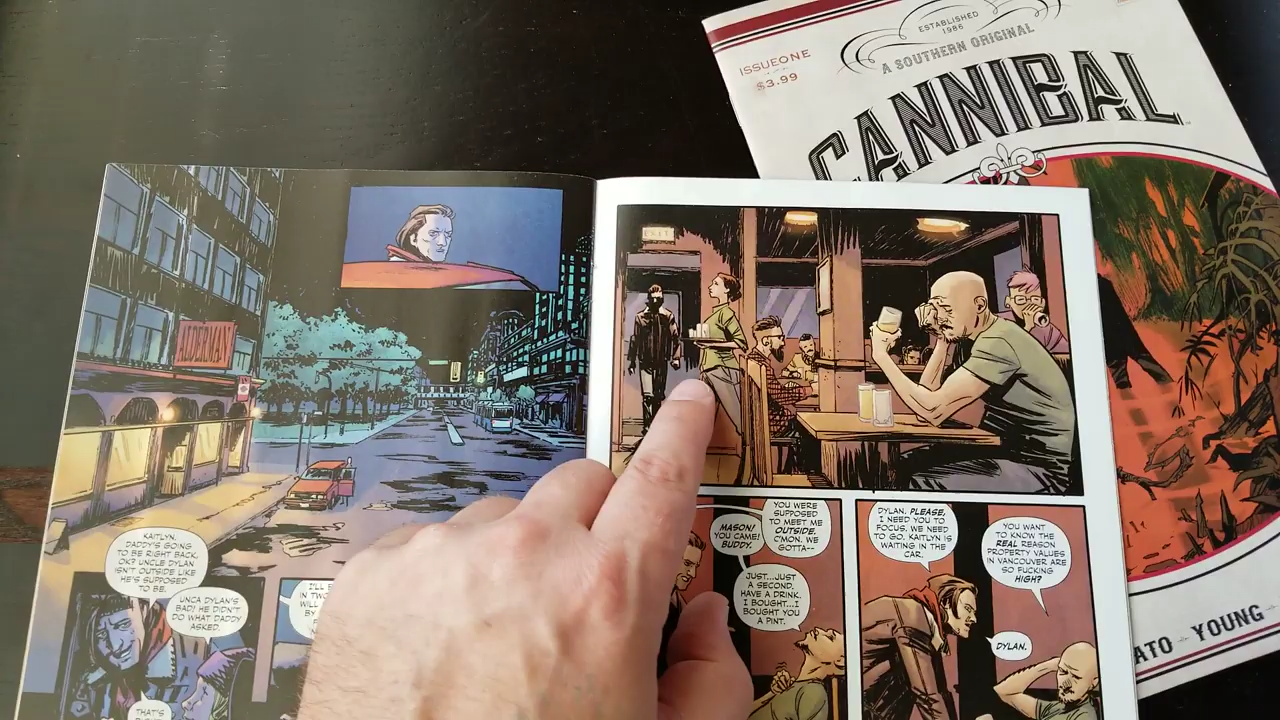 ESTABLISHED
1986
A SOUTHERN ORIGINAL
ISSUEONE
$3.99
CANNIBAL
YOUNG
ALDERMAN
KAITLYN,
DADDY'S GOING
TO BE RIGHT BACK
OK? UNCLE DYLAN
ISN'T OUTSIDE LIKE
HE'S SUPPOSED
TO BE.
UNCA DYLAN'S
BAD! HE DIDN'T
DO WHAT DADDY
ASKED.
THAT'S
EXIT
MASON!
YOU CAME!
BUDDY.
YOU WERE
SUPPOSED
TO MEET ME
OUTSIDE.
C'MON, WE
GOTTA--
JUST...JUST
A SECOND.
HAVE A DRINK.
I BOUGHT...I
BOUGHT YOU
A PINT.
DYLAN. PLEASE,
I NEED YOU TO
FOCUS. WE NEED
TO GO. KAITLYN IS
WAITING IN THE
CAR.
YOU WANT
TO KNOW THE
REAL REASON
PROPERTY VALUES
IN VANCOUVER ARE
SO FUCKING
HIGH?
DYLAN.